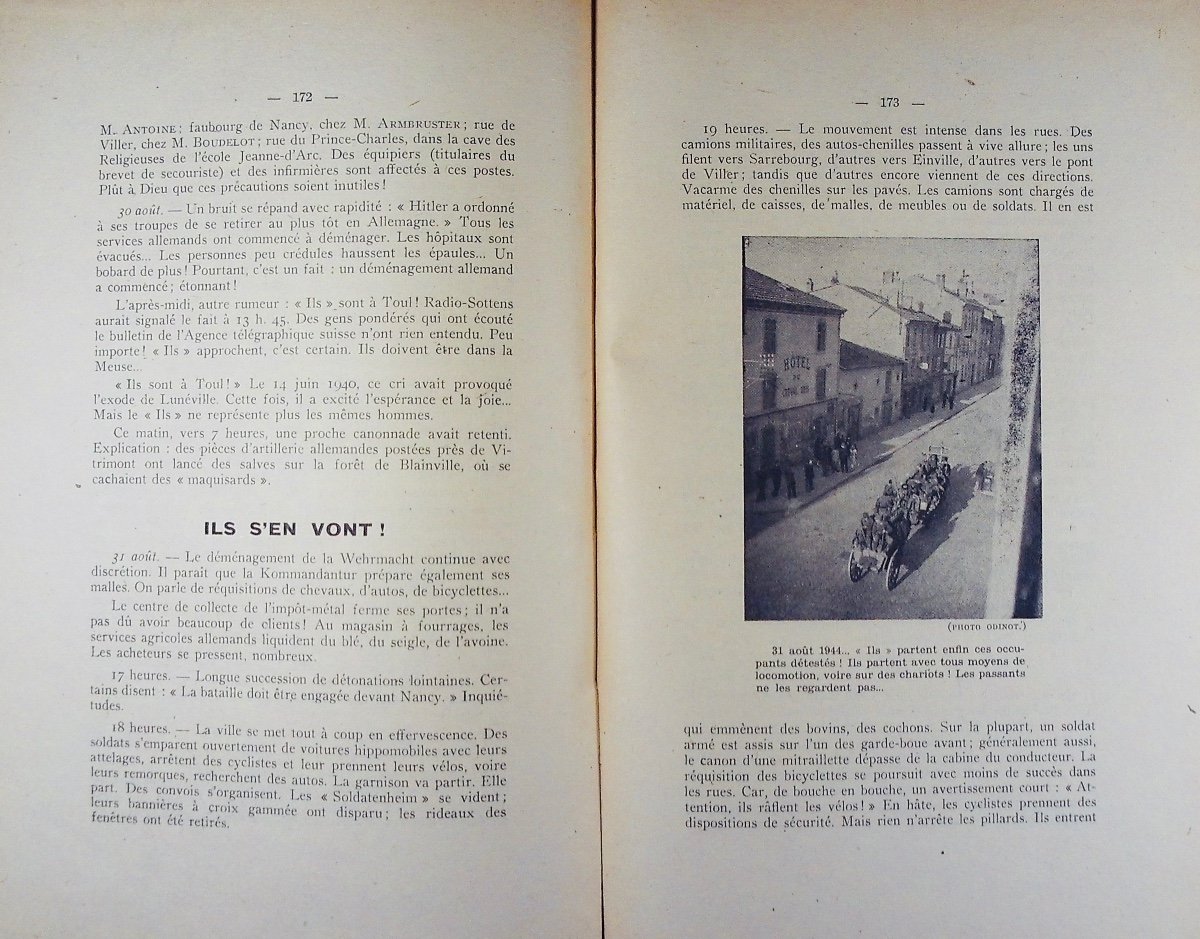 — 172 —
M. ANTOINE; faubourg de Nancy, chez M. ARMBRUSTER; rue de
Viller, chez M. BOUDELOT; rue du Prince-Charles, dans la cave des
Religieuses de l'école Jeanne-d'Arc. Des équipiers (titulaires du
brevet de secouriste) et des infirmières sont affectés à ces postes.
Plût à Dieu que ces précautions soient inutiles!
30 août. — Un bruit se répand avec rapidité : « Hitler a ordonné
à ses troupes de se retirer au plus tôt en Allemagne. » Tous les
services allemands ont commencé à déménager. Les hôpitaux sont
évacués... Les personnes peu crédules haussent les épaules... Un
bobard de plus! Pourtant, c'est un fait : un déménagement allemand
a commencé; étonnant!
L'après-midi, autre rumeur : « Ils » sont à Toul! Radio-Sottens
aurait signalé le fait à 13 h. 45. Des gens pondérés qui ont écouté
le bulletin de l'Agence télégraphique suisse n'ont rien entendu. Peu
importe! « Ils » approchent, c'est certain. Ils doivent être dans la
Meuse...
« Ils sont à Toul! » Le 14 juin 1940, ce cri avait provoqué
l'exode de Lunéville. Cette fois, il a excité l'espérance et la joie...
Mais le « Ils » ne représente plus les mêmes hommes.
Ce matin, vers 7 heures, une proche canonnade avait retenti.
Explication : des pièces d'artillerie allemandes postées près de Vi-
trimont ont lancé des salves sur la forêt de Blainville, où se
cachaient des « maquisards ».
ILS S'EN VONT!
31 août. — Le déménagement de la Wehrmacht continue avec
discrétion. Il parait que la Kommandantur prépare également ses
malles. On parle de réquisitions de chevaux, d'autos, de bicyclettes...
Le centre de collecte de l'impôt-métal ferme ses portes; il n'a
pas dû avoir beaucoup de clients! Au magasin à fourrages, les
services agricoles allemands liquident du blé, du seigle, de l'avoine.
Les acheteurs se pressent, nombreux.
17 heures. — Longue succession de détonations lointaines. Cer-
tains disent : « La bataille doit être engagée devant Nancy. » Inquié-
tudes.
18 heures. — La ville se met tout à coup en effervescence. Des
soldats s'emparent ouvertement de voitures hippomobiles avec leurs
attelages, arrêtent des cyclistes et leur prennent leurs vélos, voire
leurs remorques, recherchent des autos. La garnison va partir. Elle
part. Des convois s'organisent. Les « Soldatenheim » se vident;
leurs bannières à croix gammée ont disparu; les rideaux des
fenêtres ont été retirés.
— 173 —
19 heures. — Le mouvement est intense dans les rues. Des
camions militaires, des autos-chenilles passent à vive allure; les uns
filent vers Sarrebourg, d'autres vers Einville, d'autres vers le pont
de Viller; tandis que d'autres encore viennent de ces directions.
Vacarme des chenilles sur les pavés. Les camions sont chargés de
matériel, de caisses, de malles, de meubles ou de soldats. Il en est
HÔTEL
(PHOTO ODINOT.)
31 août 1944... « Ils » partent enfin ces occu-
pants détestés! Ils partent avec tous moyens de
locomotion, voire sur des chariots! Les passants
ne les regardent pas...
qui emmènent des bovins, des cochons. Sur la plupart, un soldat
armé est assis sur l'un des garde-boue avant; généralement aussi,
le canon d'une mitraillette dépasse de la cabine du conducteur. La
réquisition des bicyclettes se poursuit avec moins de succès dans
les rues. Car, de bouche en bouche, un avertissement court : « At-
tention, ils râflent les vélos! » En hâte, les cyclistes prennent des
dispositions de sécurité. Mais rien n'arrête les pillards. Ils entrent